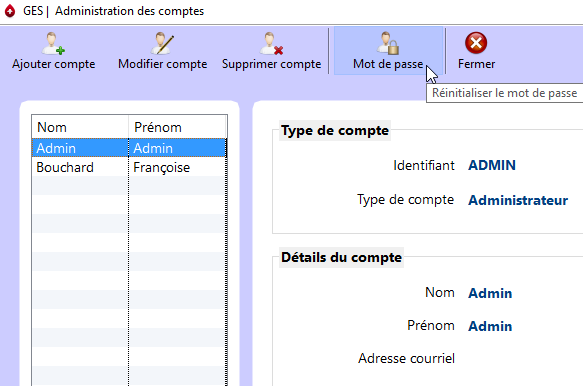 GES | Administration des comptes
Ajouter compte Modifier compte Supprimer compte Mot de passe Fermer
Réinitialiser le mot de passe
Nom Prénom
Admin Admin
Bouchard Françoise
Type de compte
Identifiant ADMIN
Type de compte Administrateur
Détails du compte
Nom Admin
Prénom Admin
Adresse courriel